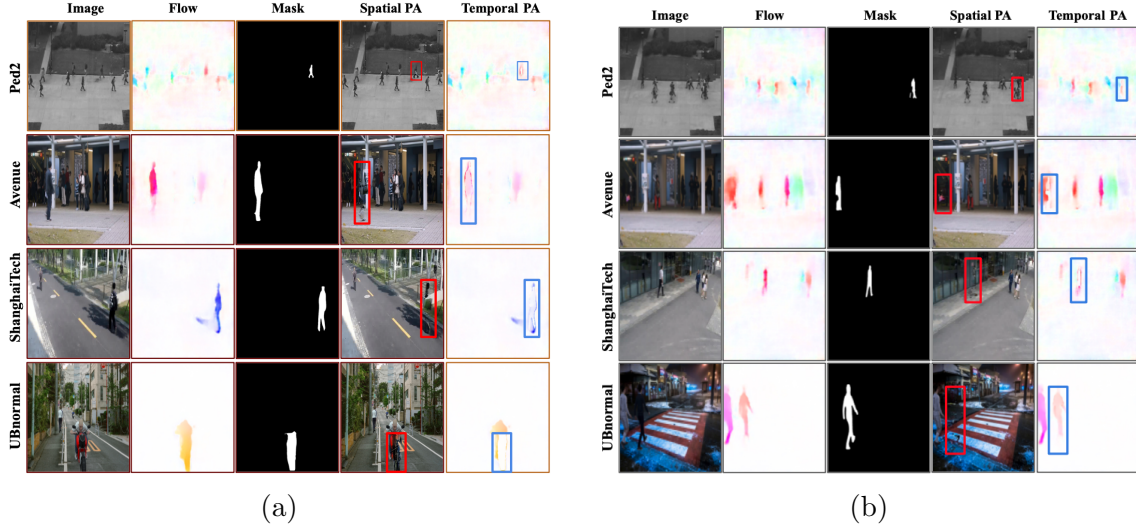 Image Flow Mask Spatial PA Temporal PA
Ped2
Avenue
ShanghaiTech
UBnormal
(a)
Image Flow Mask Spatial PA Temporal PA
Ped2
Avenue
ShanghaiTech
UBnormal
(b)